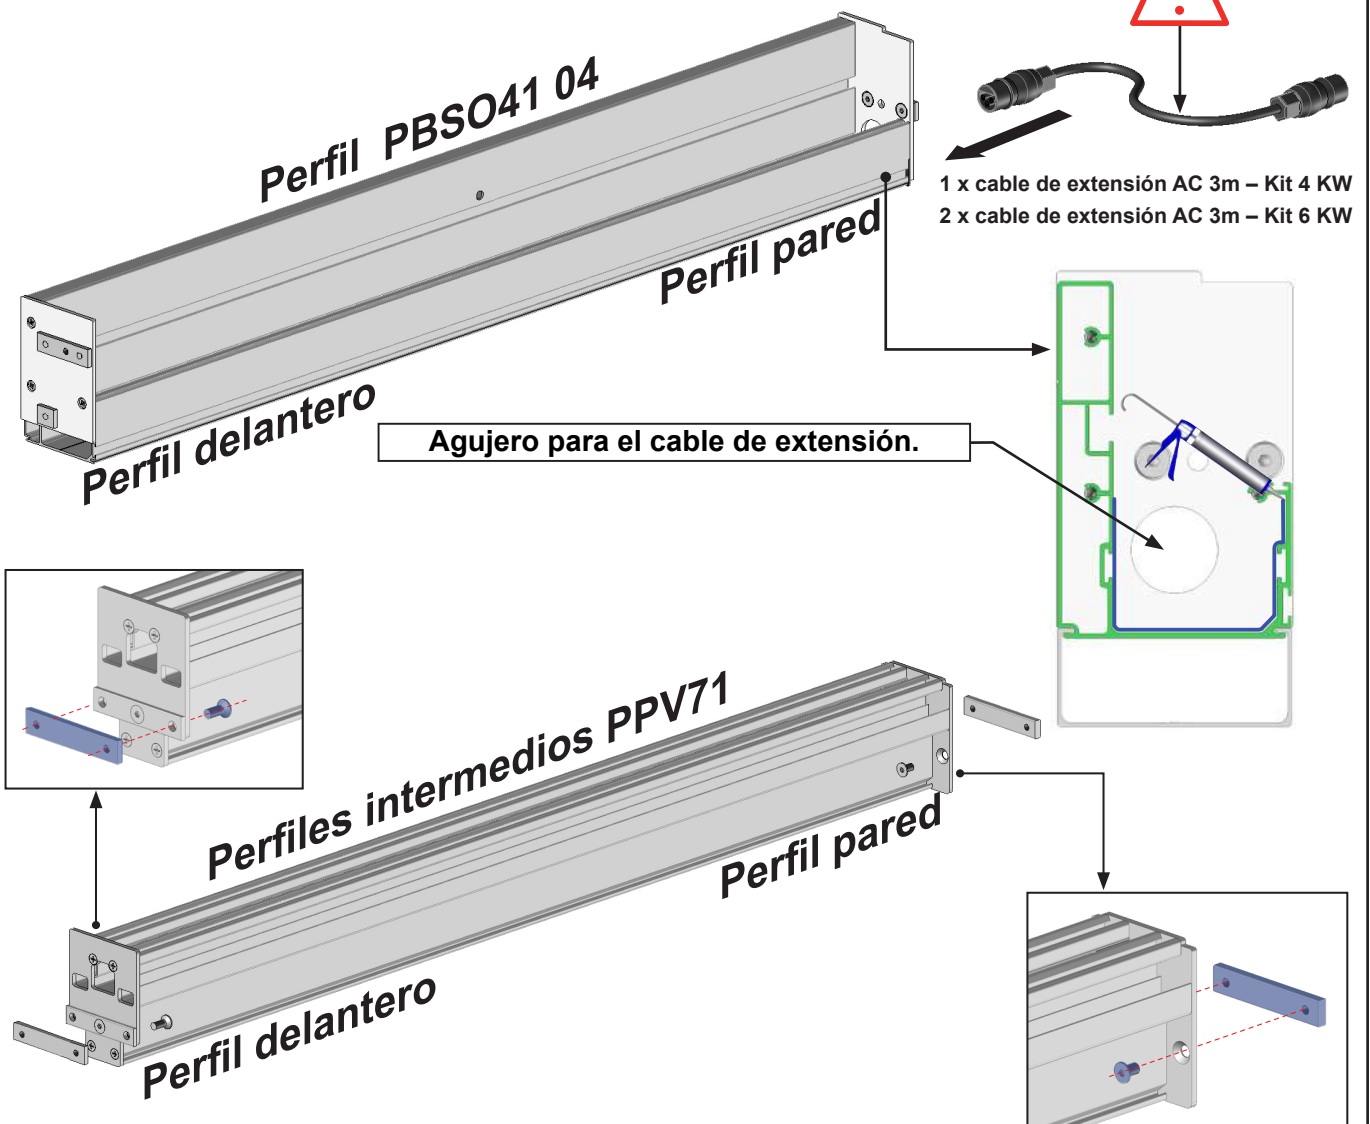 Perfil PBSO41 04
1 x cable de extensión AC 3m – Kit 4 KW
2 x cable de extensión AC 3m – Kit 6 KW
Perfil pared
Perfil delantero
Agujero para el cable de extensión.
Perfiles intermedios PPV71
Perfil pared
Perfil delantero